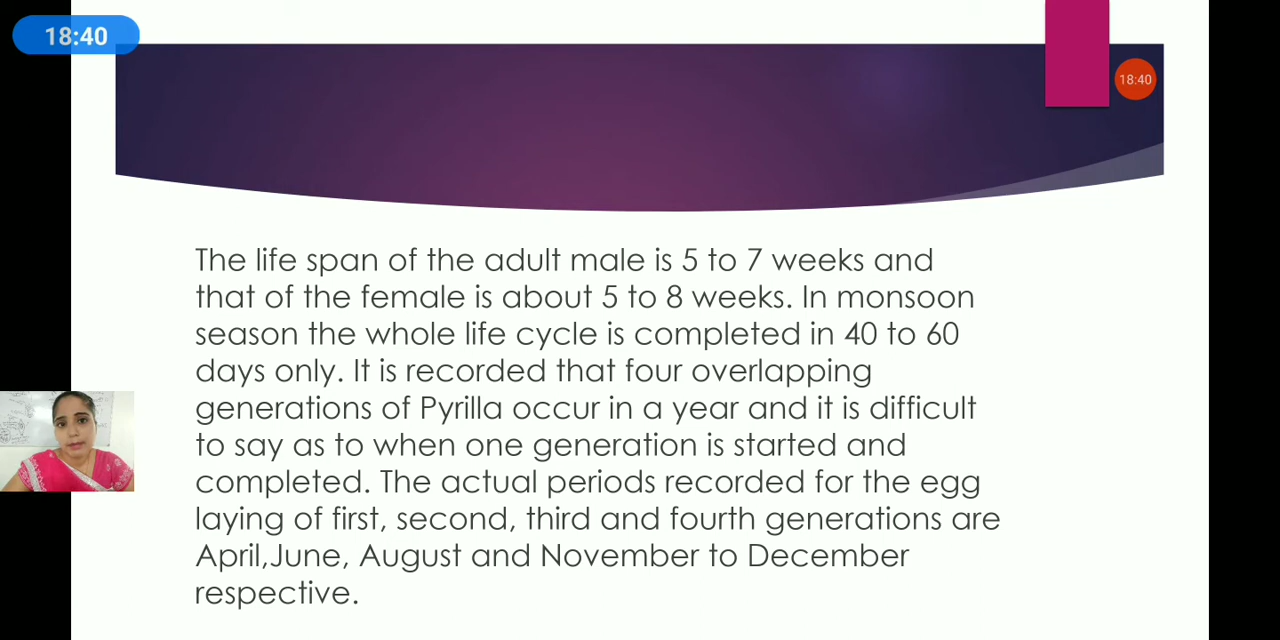 18:40
18:40
The life span of the adult male is 5 to 7 weeks and
that of the female is about 5 to 8 weeks. In monsoon
season the whole life cycle is completed in 40 to 60
days only. It is recorded that four overlapping
generations of Pyrilla occur in a year and it is difficult
to say as to when one generation is started and
completed. The actual periods recorded for the egg
laying of first, second, third and fourth generations are
April,June, August and November to December
respective.